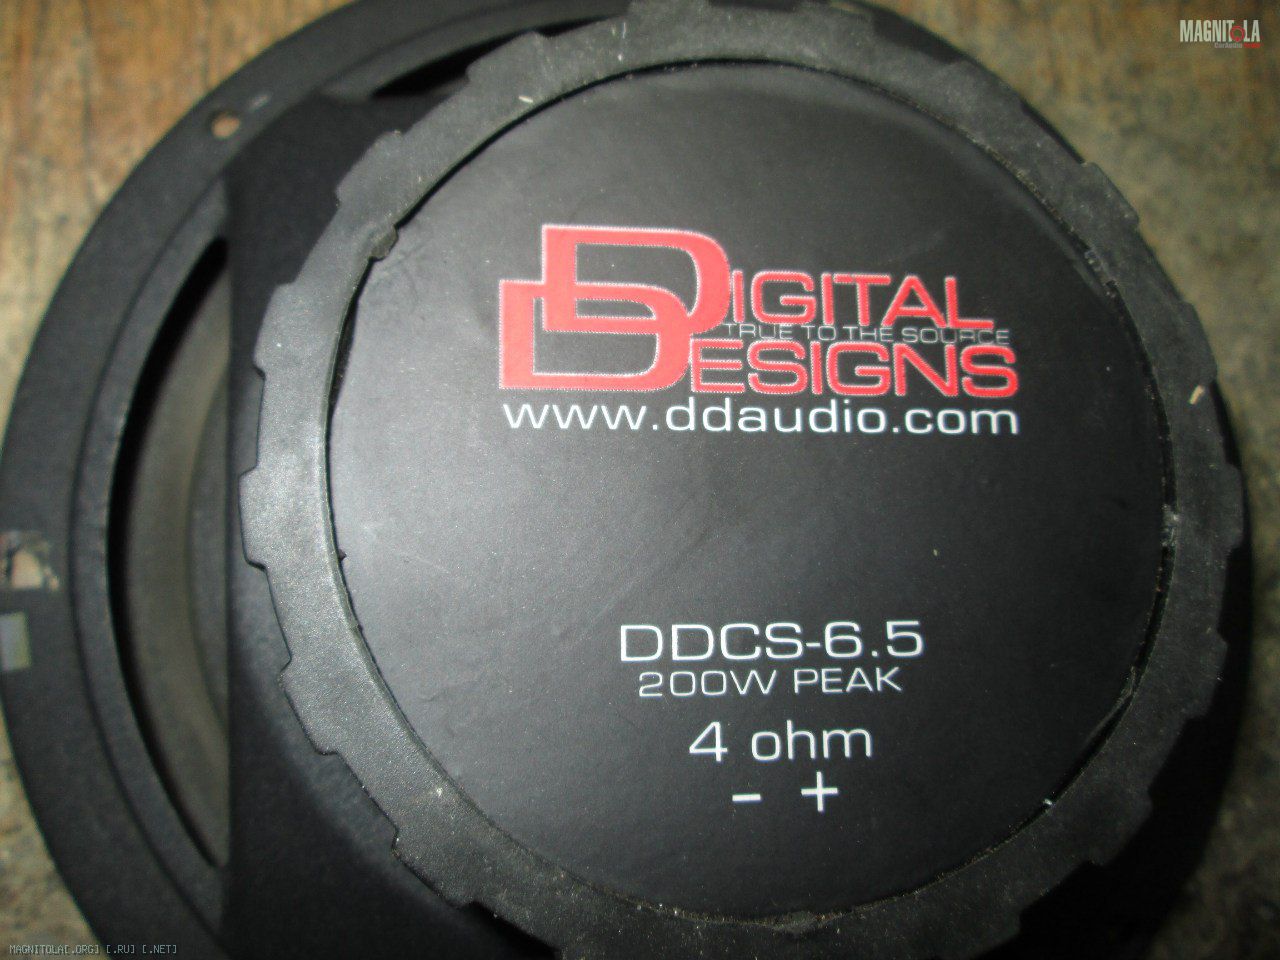 MAGNITOLA
CarAudio
DIGITAL
TRUE TO THE SOURCE
DESIGNS
www.ddaudio.com
DDCS-6.5
200W PEAK
4 ohm
- +
MAGNITOLA[.ORG] [.RU] [.NET]